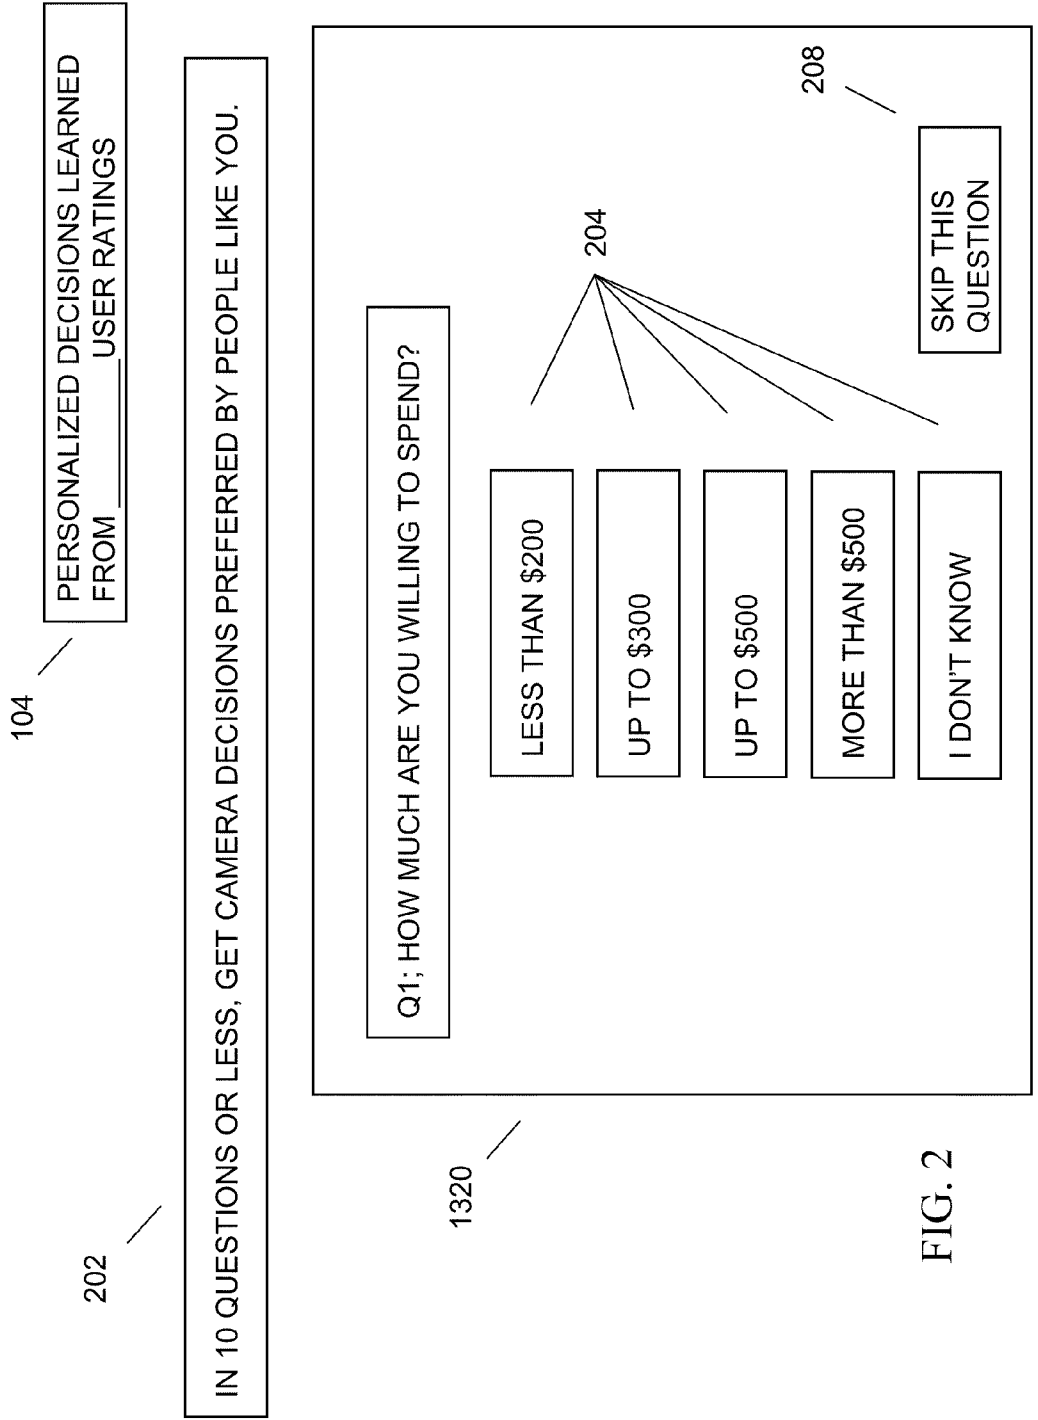 104
PERSONALIZED DECISIONS LEARNED
FROM ________ USER RATINGS
202
IN 10 QUESTIONS OR LESS, GET CAMERA DECISIONS PREFERRED BY PEOPLE LIKE YOU.
1320
Q1; HOW MUCH ARE YOU WILLING TO SPEND?
LESS THAN $200
204
UP TO $300
UP TO $500
MORE THAN $500
208
I DON'T KNOW
SKIP THIS
QUESTION
FIG. 2